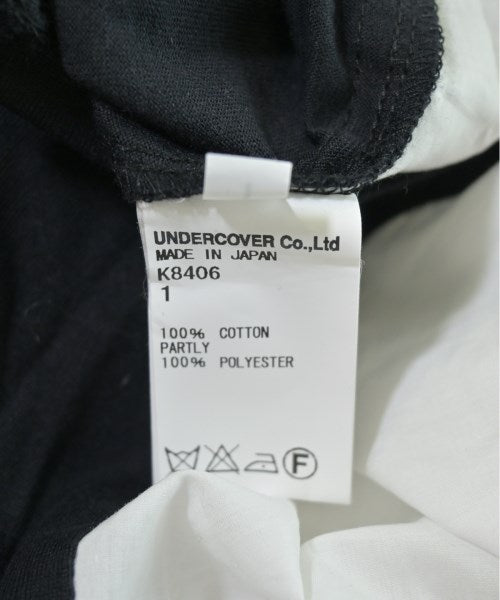 UNDERCOVER Co.,Ltd
MADE IN JAPAN
K8406
1
100% COTTON
PARTLY
100% POLYESTER
F